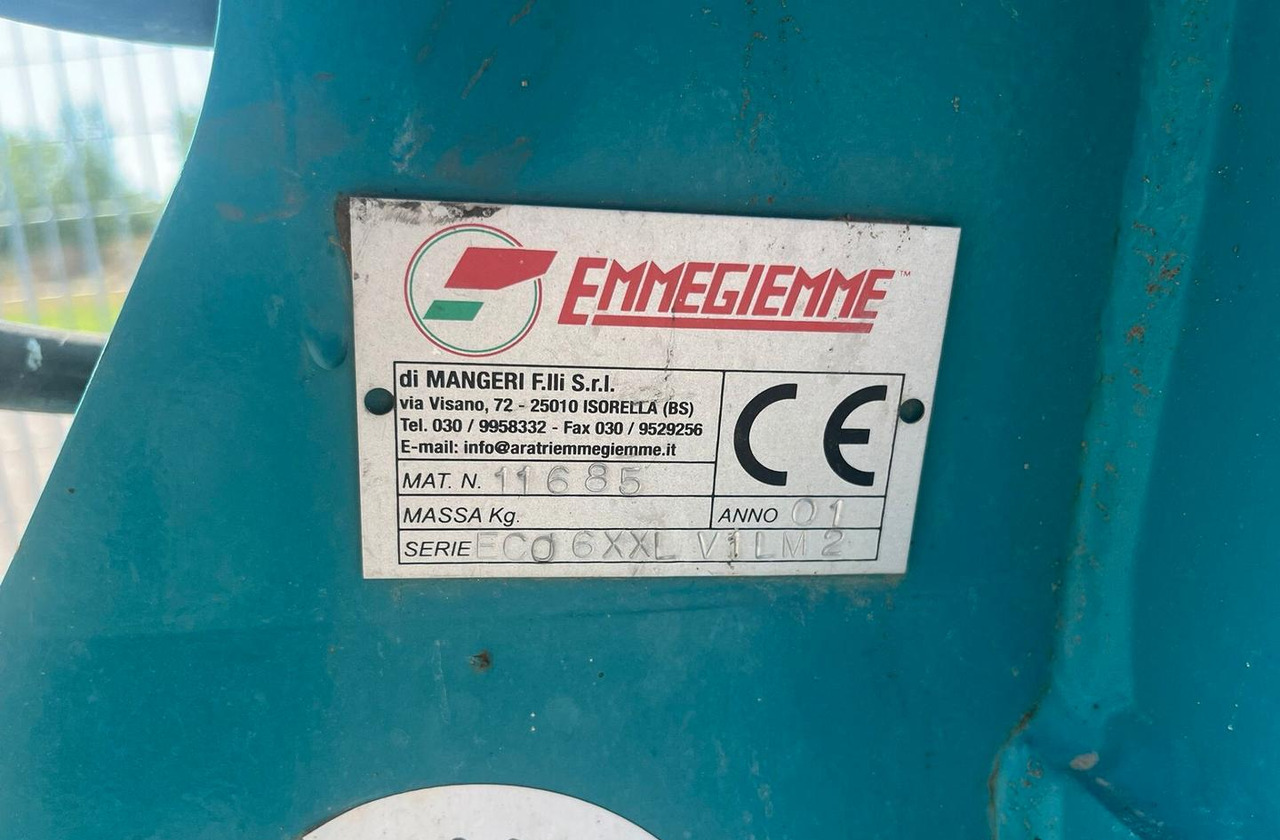 EMMEGIEMME™
di MANGERI F.lli S.r.l.
via Visano, 72 - 25010 ISORELLA (BS)
Tel. 030 / 9958332 - Fax 030 / 9529256
E-mail: info@aratriemmegiemme.it
CE
MAT. N. 11685
MASSA Kg.
ANNO 01
SERIE ECO 6XXL V1LM2